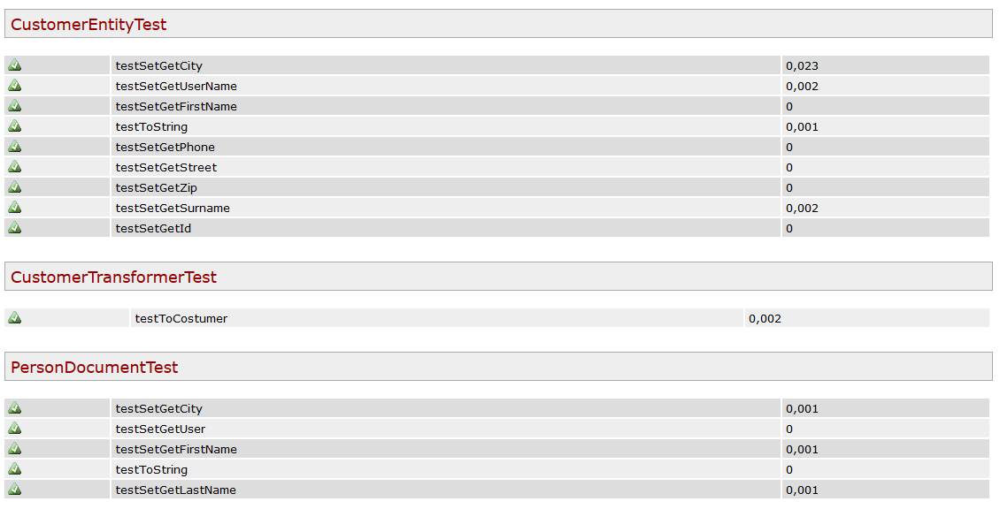 CustomerEntityTest
testSetGetCity 0,023
testSetGetUserName 0,002
testSetGetFirstName 0
testToString 0,001
testSetGetPhone 0
testSetGetStreet 0
testSetGetZip 0
testSetGetSurname 0,002
testSetGetId 0
CustomerTransformerTest
testToCostumer 0,002
PersonDocumentTest
testSetGetCity 0,001
testSetGetUser 0
testSetGetFirstName 0,001
testToString 0
testSetGetLastName 0,001